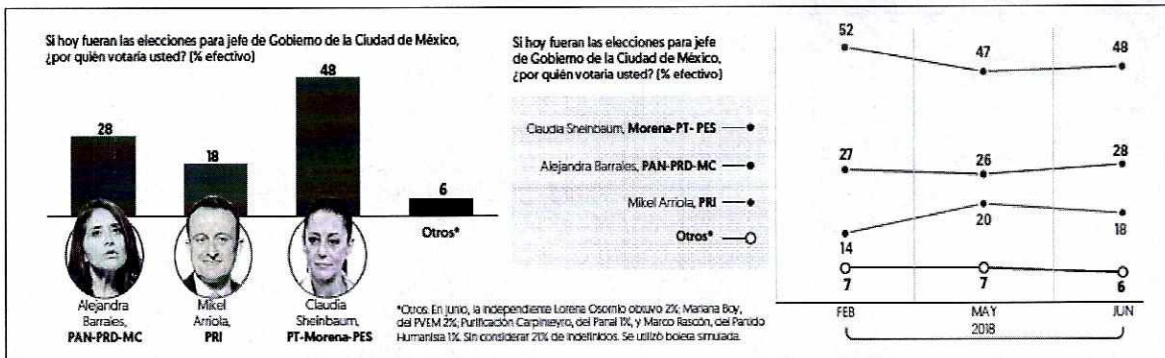 Si hoy fueran las elecciones para jefe de Gobierno de la Ciudad de México,
¿por quién votaría usted? (% efectivo)
28
18
48
6
Otros*
Alejandra
Barrales,
PAN-PRD-MC
Mikel
Arriola,
PRI
Claudia
Sheinbaum,
PT-Morena-PES
Si hoy fueran las elecciones para jefe
de Gobierno de la Ciudad de México,
¿por quién votaría usted? (% efectivo)
Claudia Sheinbaum, Morena-PT-PES
Alejandra Barrales, PAN-PRD-MC
Mikel Arriola, PRI
Otros*
*Otros: En junio, la independiente Lorena Osornio obtuvo 2%; Mariana Boy,
del PVEM 2%; Purificación Carpinteyro, del Panal 1%, y Marco Rascón, del Partido
Humanista 1%. Sin considerar 21% de indefinidos. Se utilizó boleta simulada.
52
47
48
27
26
28
14
20
18
7
7
6
FEB
MAY
JUN
2018